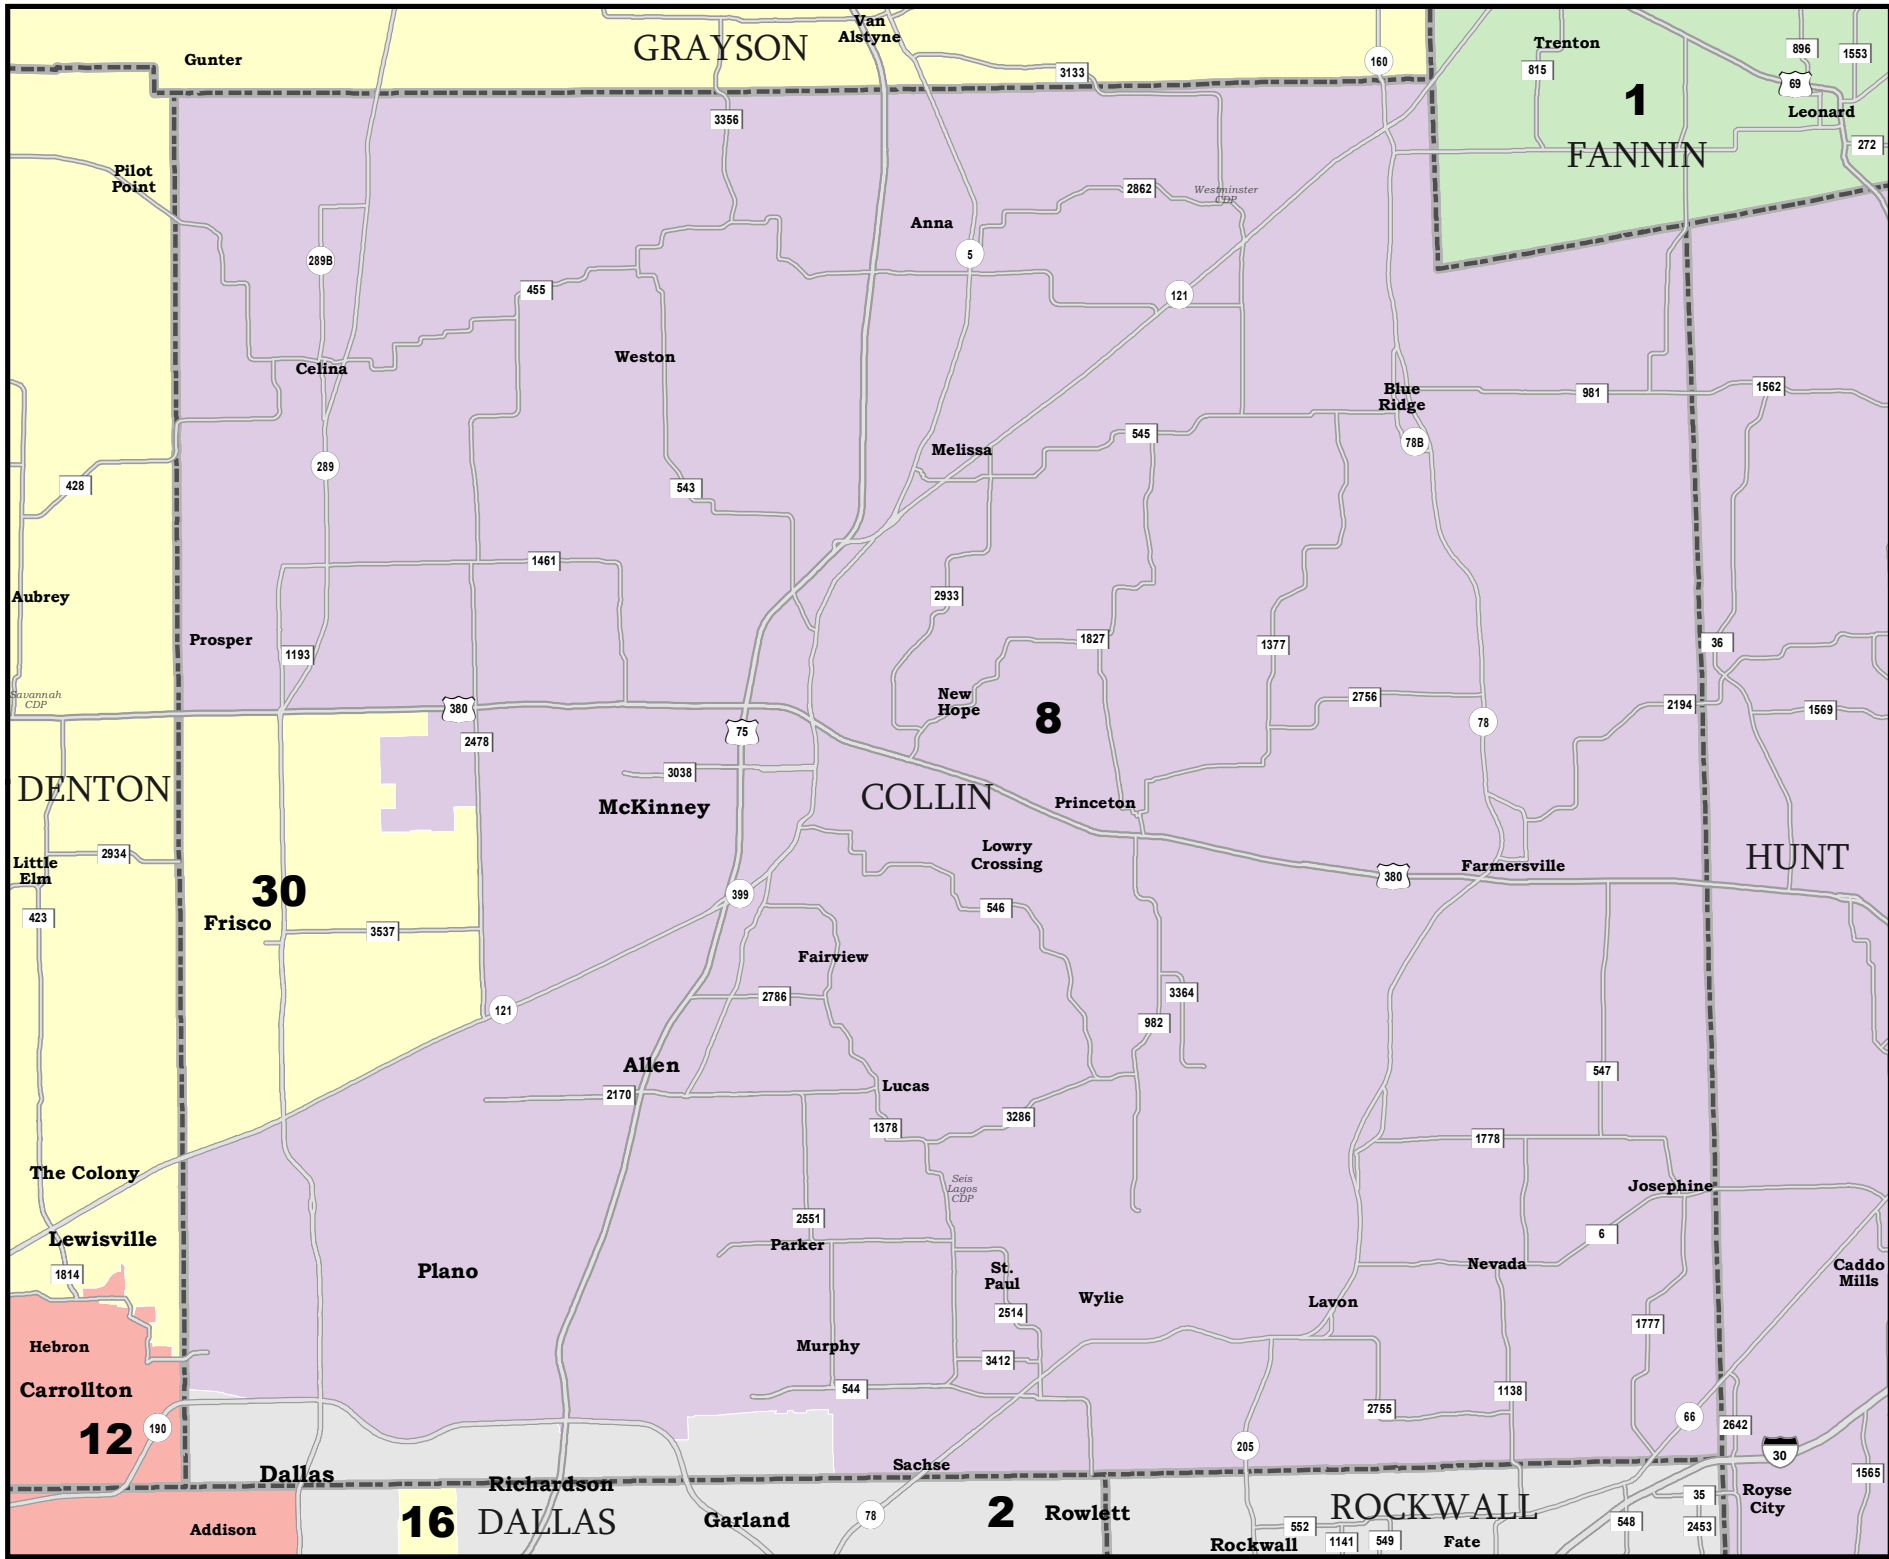 Van
Alstyne
GRAYSON
Gunter
Trenton
896
1553
160
815
3133
69
1
Leonard
3356
272
FANNIN
Pilot
Point
2862
Westminster
CDP
Anna
5
289B
455
121
Weston
Celina
Blue
Ridge
981
1562
545
78B
Melissa
289
428
543
1461
2933
Aubrey
Prosper
1827
1377
36
1193
Savannah
CDP
New
Hope
2756
2194
380
8
1569
78
75
2478
3038
DENTON
McKinney
COLLIN
Princeton
2934
Lowry
Crossing
HUNT
Little
Elm
Farmersville
380
30
399
423
546
Frisco
3537
Fairview
2786
3364
121
982
Allen
547
2170
Lucas
3286
1378
1778
The Colony
Seis
Lagos
CDP
Josephine
2551
Lewisville
Parker
6
1814
Plano
St.
Paul
Nevada
Caddo
Mills
Wylie
Lavon
2514
1777
Hebron
Murphy
3412
Carrollton
544
1138
2755
12
190
66
2642
205
30
Sachse
Dallas
1565
Richardson
35
Royse
City
16
DALLAS
Garland
78
2
Rowlett
ROCKWALL
Addison
552
548
2453
Rockwall
1141
549
Fate